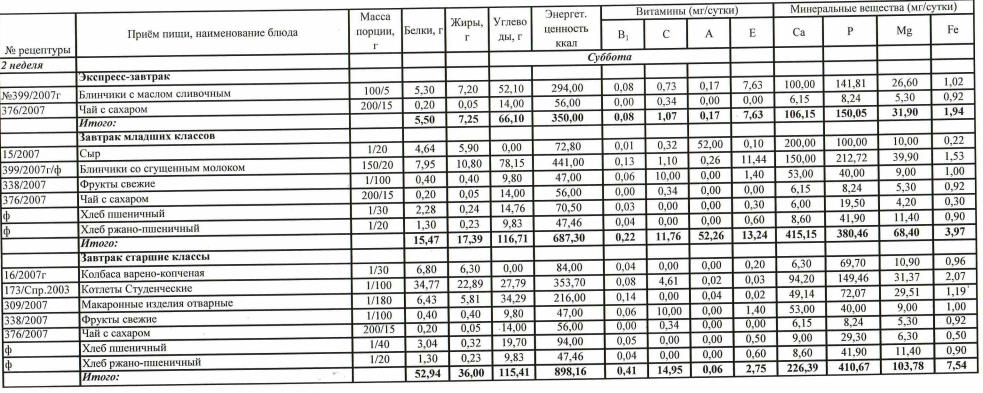 № рецептуры Приём пищи, наименование блюда Масса порции, г Белки, г Жиры, г Углеводы, г Энергет. ценность ккал Витамины (мг/сутки) Минеральные вещества (мг/сутки)
B₁ C A E Ca P Mg Fe
2 неделя Суббота
Экспресс-завтрак
№399/2007г Блинчики с маслом сливочным 100/5 5,30 7,20 52,10 294,00 0,08 0,73 0,17 7,63 100,00 141,81 26,60 1,02
376/2007 Чай с сахаром 200/15 0,20 0,05 14,00 56,00 0,00 0,34 0,00 0,00 6,15 8,24 5,30 0,92
Итого: 5,50 7,25 66,10 350,00 0,08 1,07 0,17 7,63 106,15 150,05 31,90 1,94
Завтрак младших классов
15/2007 Сыр 1/20 4,64 5,90 0,00 72,80 0,01 0,32 52,00 0,10 200,00 100,00 10,00 0,22
399/2007г/ф Блинчики со сгущенным молоком 150/20 7,95 10,80 78,15 441,00 0,13 1,10 0,26 11,44 150,00 212,72 39,90 1,53
338/2007 Фрукты свежие 1/100 0,40 0,40 9,80 47,00 0,06 10,00 0,00 1,40 53,00 40,00 9,00 1,00
376/2007 Чай с сахаром 200/15 0,20 0,05 14,00 56,00 0,00 0,34 0,00 0,00 6,15 8,24 5,30 0,92
ф Хлеб пшеничный 1/30 2,28 0,24 14,76 70,50 0,03 0,00 0,00 0,30 6,00 19,50 4,20 0,30
ф Хлеб ржано-пшеничный 1/20 1,30 0,23 9,83 47,46 0,04 0,00 0,00 0,60 8,60 41,90 11,40 0,90
Итого: 15,47 17,39 116,71 687,30 0,22 11,76 52,26 13,24 415,15 380,46 68,40 3,97
Завтрак старшие классы
16/2007г Колбаса варено-копченая 1/30 6,80 6,30 0,00 84,00 0,04 0,00 0,00 0,20 6,30 69,70 10,90 0,96
173/Спр.2003 Котлеты Студенческие 1/100 34,77 22,89 27,79 353,70 0,08 4,61 0,02 0,03 94,20 149,46 31,37 2,07
309/2007 Макаронные изделия отварные 1/180 6,43 5,81 34,29 216,00 0,14 0,00 0,04 0,02 49,14 72,07 29,51 1,19
338/2007 Фрукты свежие 1/100 0,40 0,40 9,80 47,00 0,06 10,00 0,00 1,40 53,00 40,00 9,00 1,00
376/2007 Чай с сахаром 200/15 0,20 0,05 14,00 56,00 0,00 0,34 0,00 0,00 6,15 8,24 5,30 0,92
ф Хлеб пшеничный 1/40 3,04 0,32 19,70 94,00 0,05 0,00 0,00 0,50 9,00 29,30 6,30 0,50
ф Хлеб ржано-пшеничный 1/20 1,30 0,23 9,83 47,46 0,04 0,00 0,00 0,60 8,60 41,90 11,40 0,90
Итого: 52,94 36,00 115,41 898,16 0,41 14,95 0,06 2,75 226,39 410,67 103,78 7,54